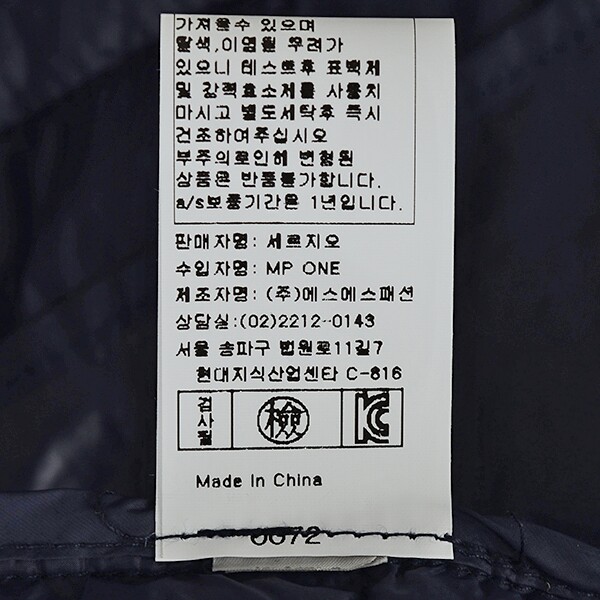 가져올수 있으며
탈색,이염될 우려가
있으니 테스트후 표백제
및 강력효소제를 사용치
마시고 별도세탁후 즉시
건조하여주십시오
부주의로인해 변형된
상품은 반품불가합니다.
a/s보통기간은 1년입니다.
판매자명: 세르지오
수입자명: MP ONE
제조자명: (주)에스에스패션
상담실:(02)2212-0143
서울 송파구 법원로11길7
현대지식산업센타 C-816
검사필 檢 KC
Made In China